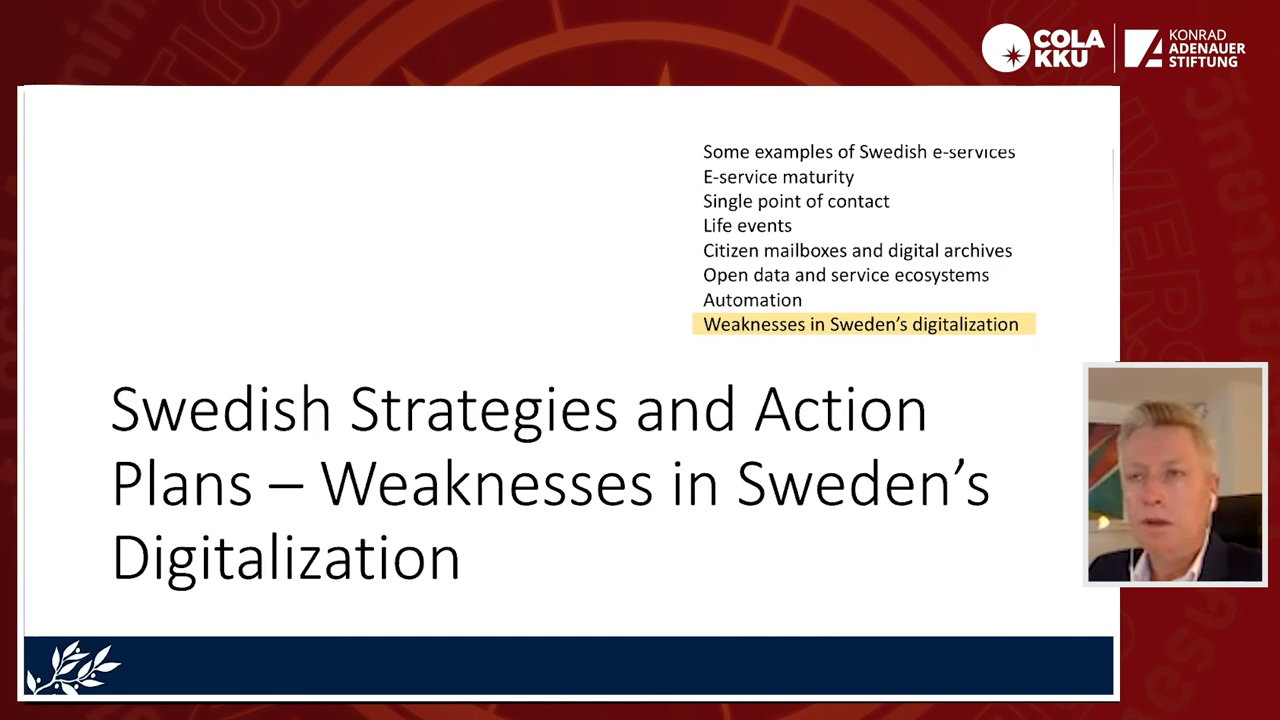 COLA
KKU
KONRAD
ADENAUER
STIFTUNG
Some examples of Swedish e-services
E-service maturity
Single point of contact
Life events
Citizen mailboxes and digital archives
Open data and service ecosystems
Automation
Weaknesses in Sweden's digitalization
Swedish Strategies and Action
Plans – Weaknesses in Sweden's
Digitalization